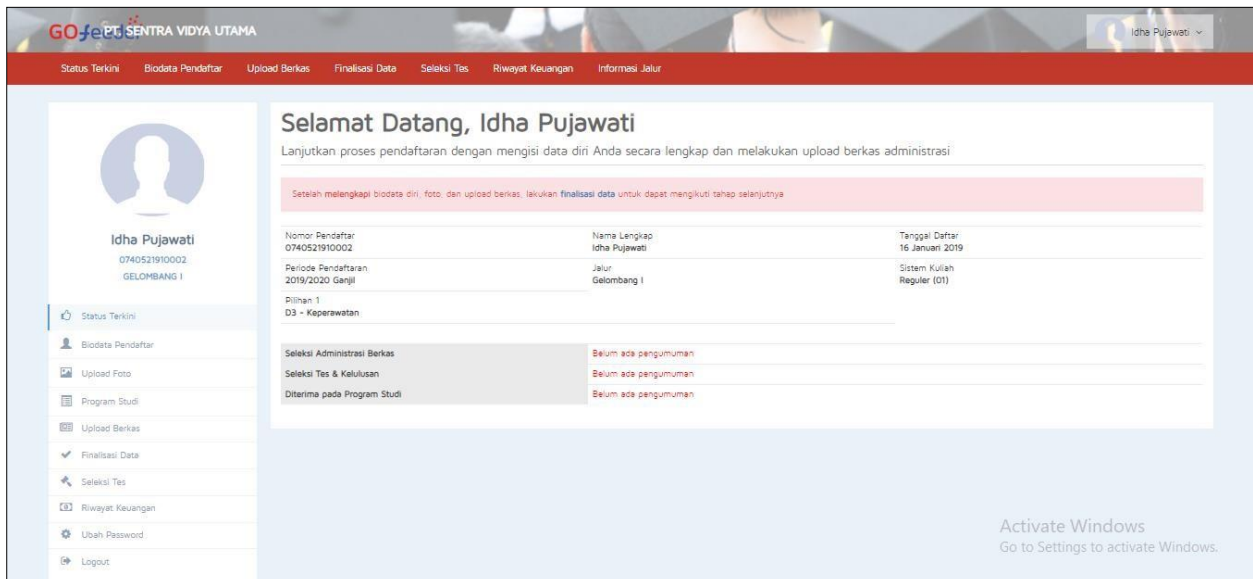 GOfeeder PT. SENTRA VIDYA UTAMA
Idha Pujawati
Status Terkini Biodata Pendaftar Upload Berkas Finalisasi Data Seleksi Tes Riwayat Keuangan Informasi Jalur
Idha Pujawati
0740521910002
GELOMBANG I
Status Terkini
Biodata Pendaftar
Upload Foto
Program Studi
Upload Berkas
Finalisasi Data
Seleksi Tes
Riwayat Keuangan
Ubah Password
Logout
Selamat Datang, Idha Pujawati
Lanjutkan proses pendaftaran dengan mengisi data diri Anda secara lengkap dan melakukan upload berkas administrasi
Setelah melengkapi biodata diri, foto, dan upload berkas, lakukan finalisasi data untuk dapat mengikuti tahap selanjutnya
Nomor Pendaftar Nama Lengkap Tanggal Daftar
0740521910002 Idha Pujawati 16 Januari 2019
Periode Pendaftaran Jalur Sistem Kuliah
2019/2020 Ganjil Gelombang I Reguler (01)
Pilihan 1
D3 - Keperawatan
Seleksi Administrasi Berkas Belum ada pengumuman
Seleksi Tes & Kelulusan Belum ada pengumuman
Diterima pada Program Studi Belum ada pengumuman
Activate Windows
Go to Settings to activate Windows.